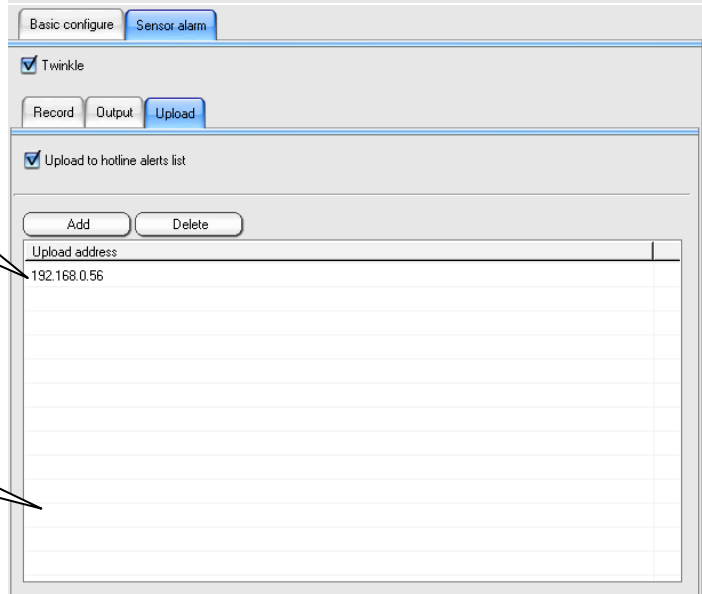 Basic configure Sensor alarm
Twinkle
Record Output Upload
Upload to hotline alerts list
Add Delete
Upload address
192.168.0.56